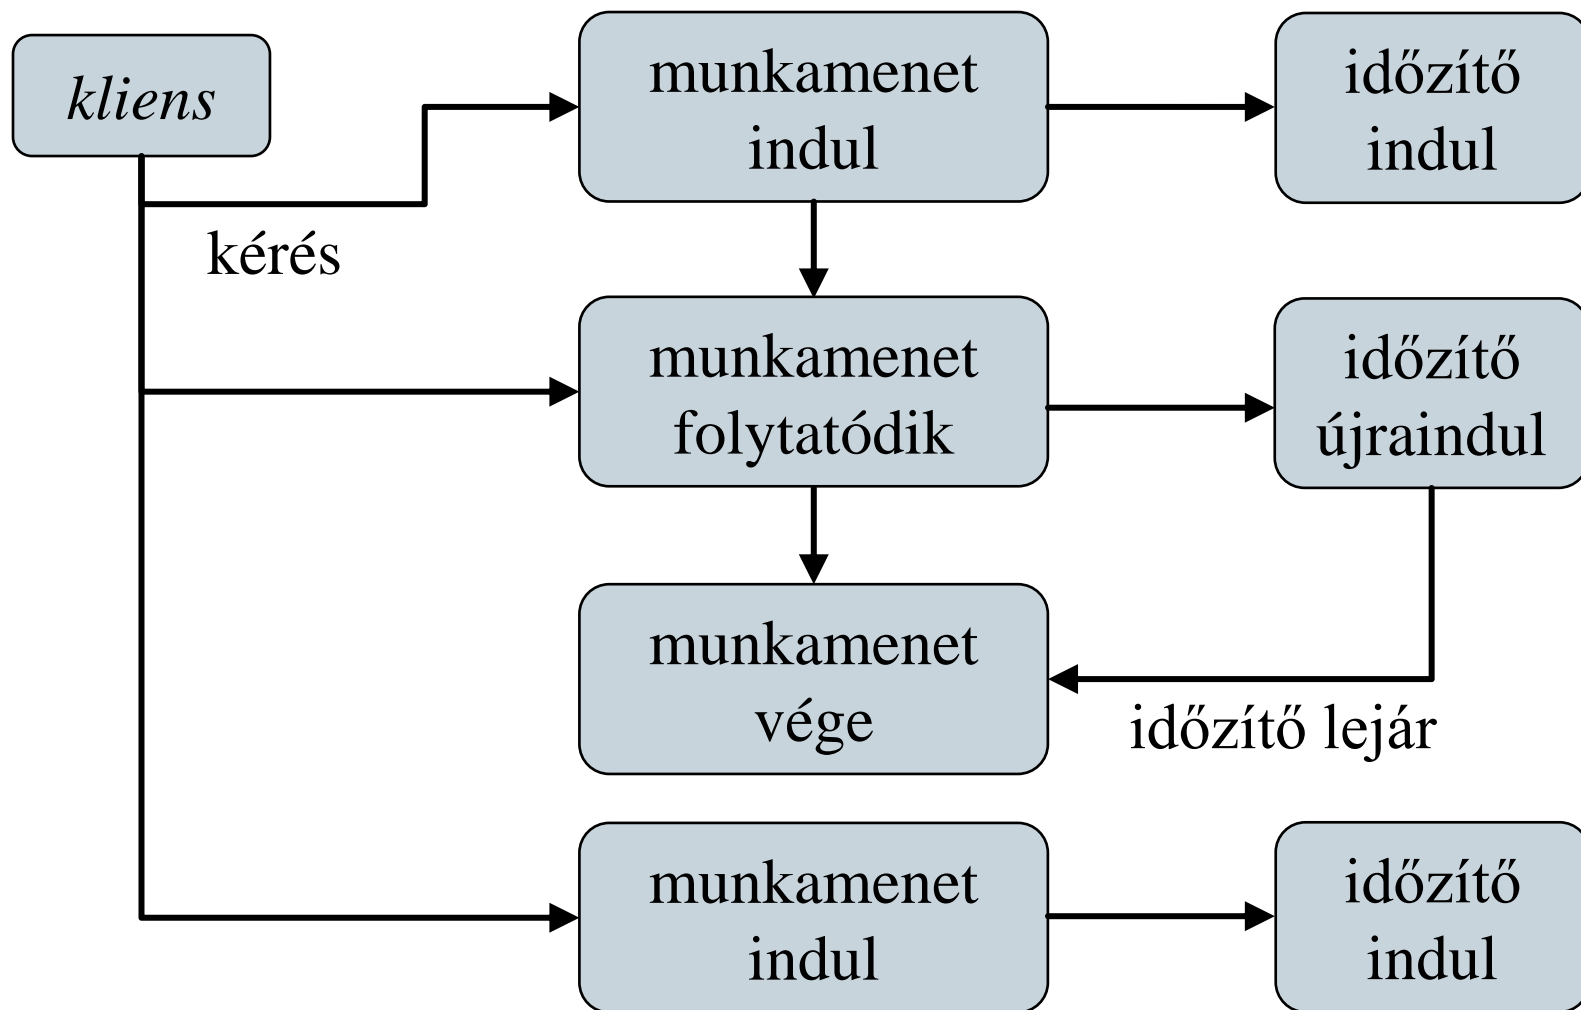 kliens
munkamenet
indul
időzítő
indul
kérés
munkamenet
folytatódik
időzítő
újraindul
munkamenet
vége
időzítő lejár
munkamenet
indul
időzítő
indul